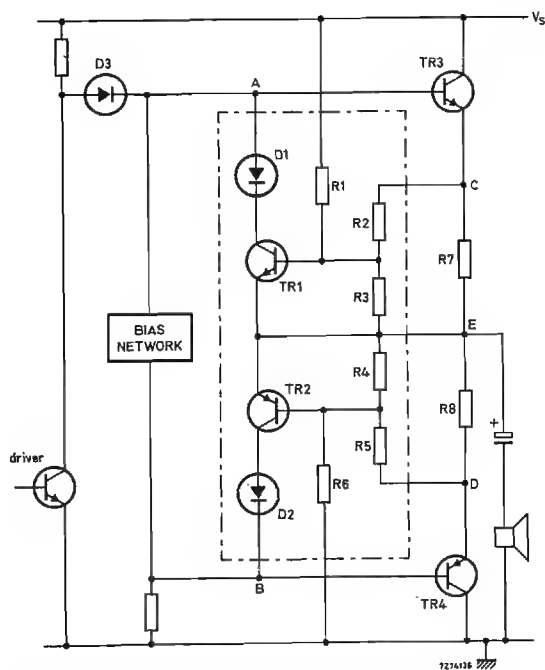 Vs
TR3
D3
A
D1
R1
C
R2
TR1
R3
R7
E
BIAS
NETWORK
R4
TR2
R8
+
driver
R5
R6
D2
D
B
TR4
7Z74136